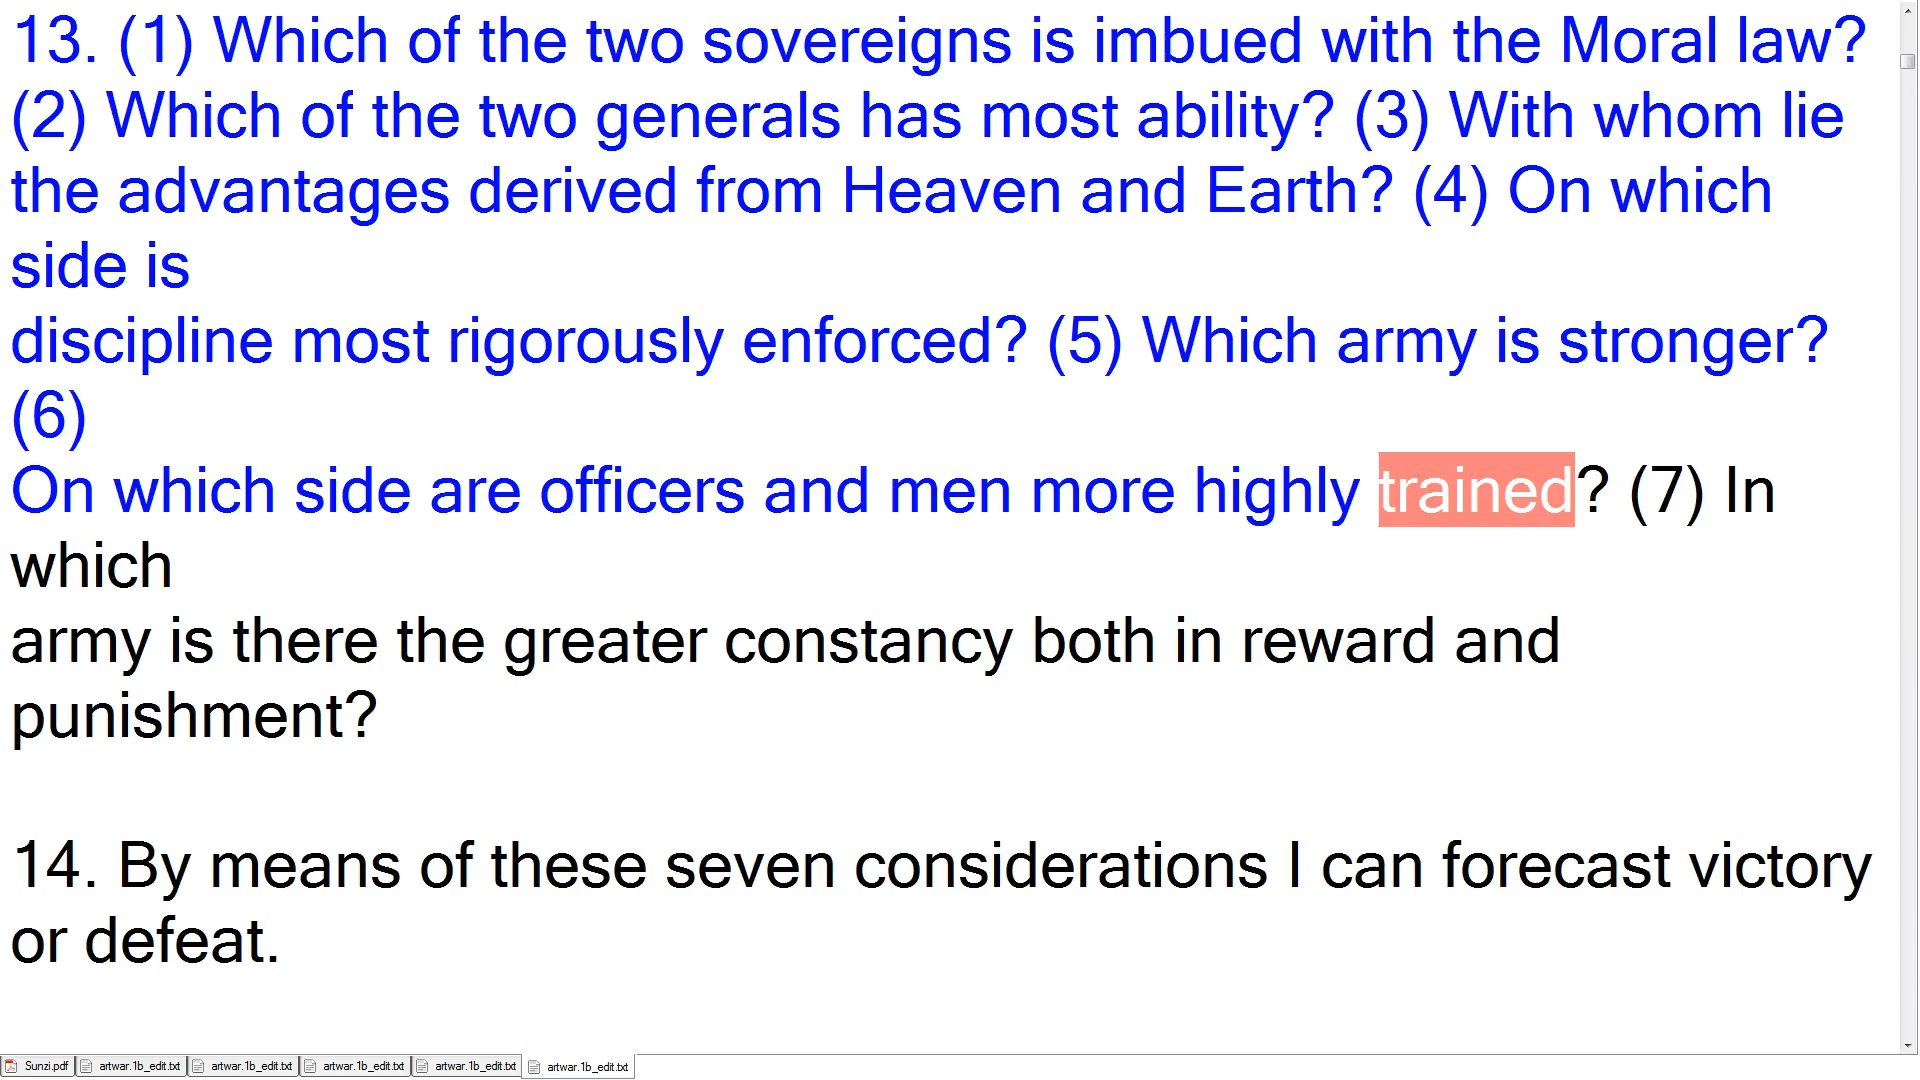 13. (1) Which of the two sovereigns is imbued with the Moral law?
(2) Which of the two generals has most ability? (3) With whom lie
the advantages derived from Heaven and Earth? (4) On which
side is
discipline most rigorously enforced? (5) Which army is stronger?
(6)
On which side are officers and men more highly trained? (7) In
which
army is there the greater constancy both in reward and
punishment?
14. By means of these seven considerations I can forecast victory
or defeat.
Sunzi.pdf artwar.1b_edit.txt artwar.1b_edit.txt artwar.1b_edit.txt artwar.1b_edit.txt artwar.1b_edit.txt